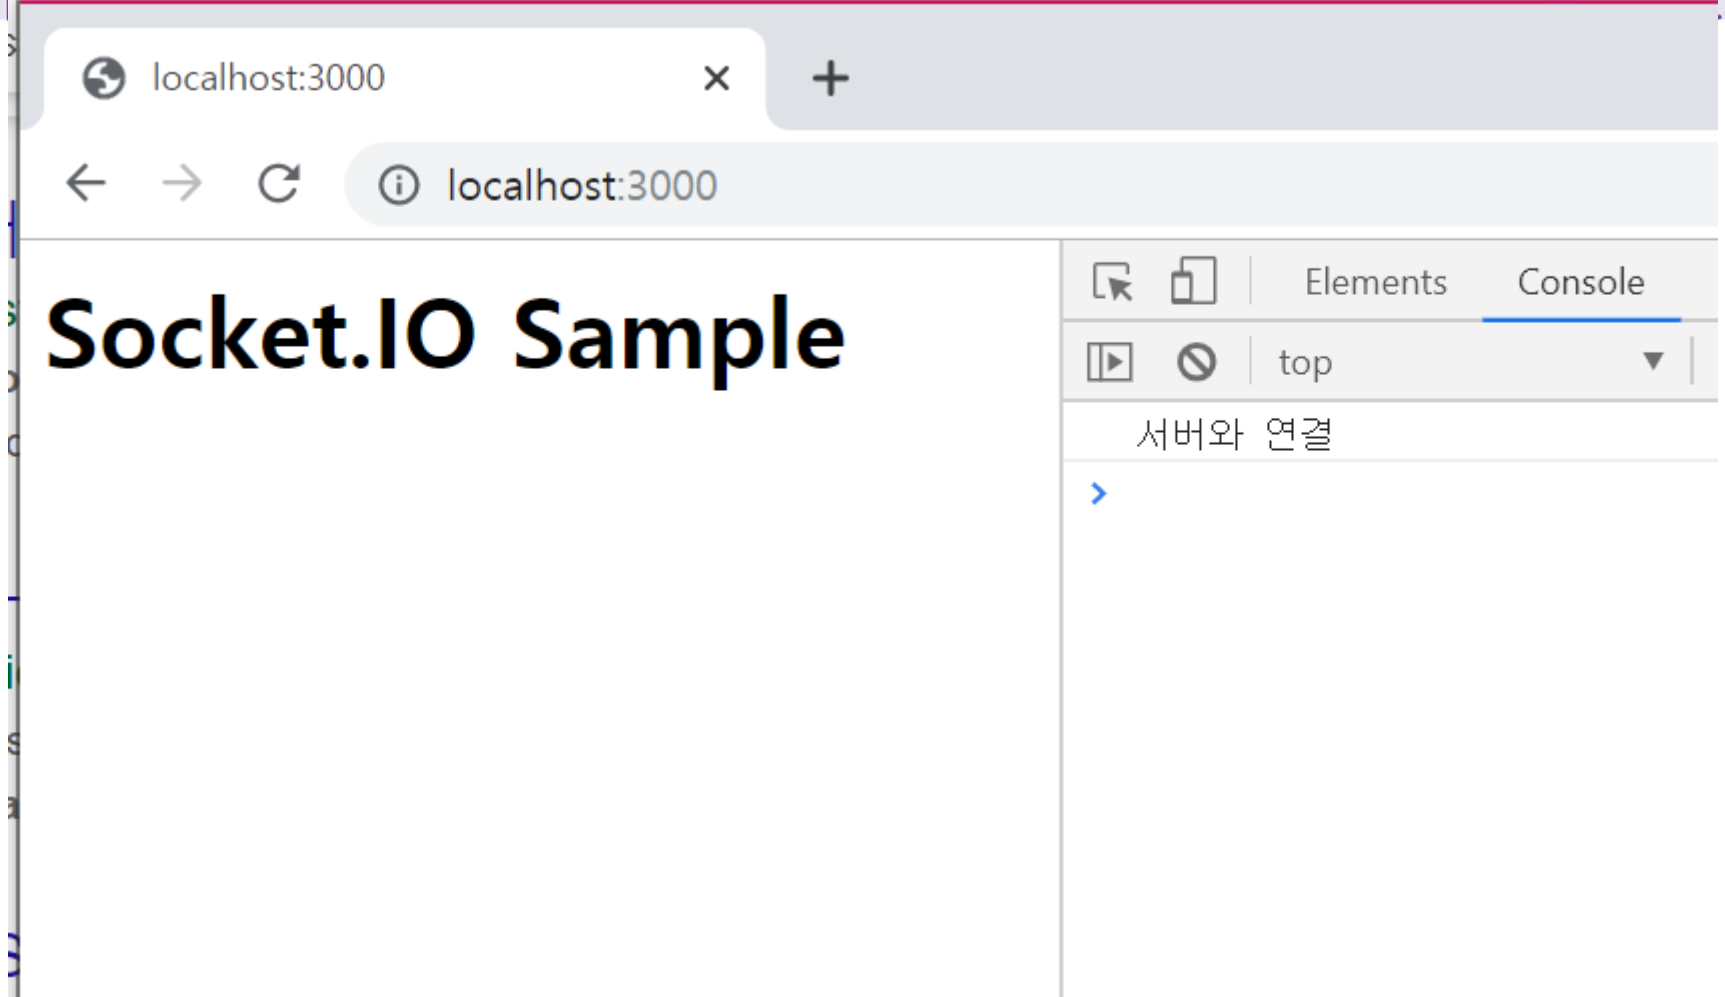 localhost:3000
localhost:3000
Socket.IO Sample
Elements Console
top
서버와 연결